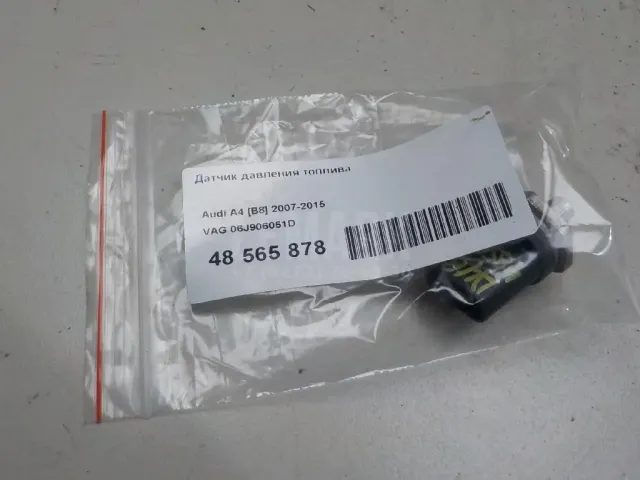 Датчик давления топлива
Audi A4 [B8] 2007-2015
VAG 06J906051D
48 565 878